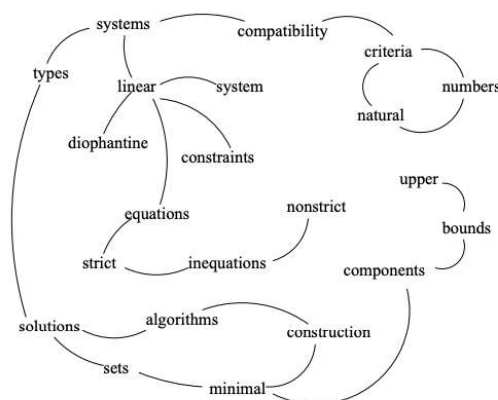 systems
compatibility
criteria
types
linear
system
numbers
natural
diophantine
constraints
upper
equations
nonstrict
bounds
strict
inequations
components
solutions
algorithms
construction
sets
minimal